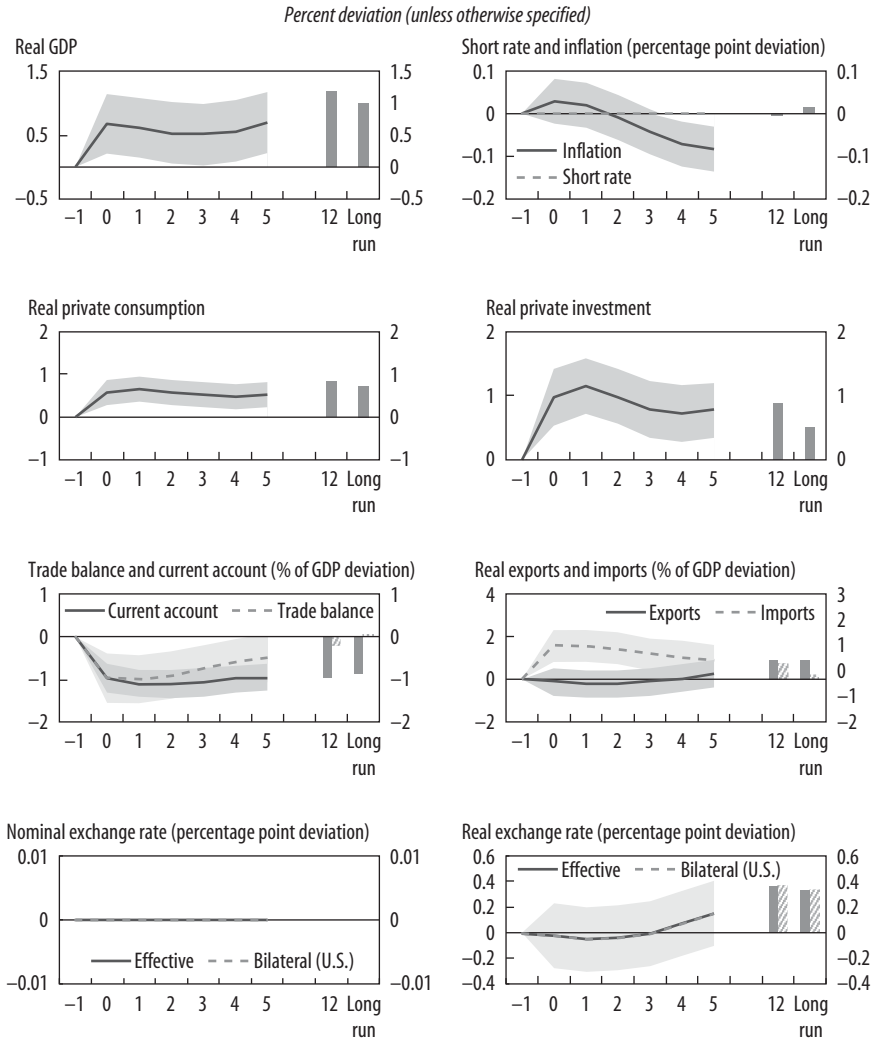 Percent deviation (unless otherwise specified)
Real GDP
1.5
0.5
−0.5
1.5
1
0.5
0
−0.5
−1 0 1 2 3 4 5 12 Long
run
Short rate and inflation (percentage point deviation)
0.1
0
−0.1
−0.2
Inflation
Short rate
0.1
0
−0.1
−0.2
−1 0 1 2 3 4 5 12 Long
run
Real private consumption
2
1
0
−1
2
1
0
−1
−1 0 1 2 3 4 5 12 Long
run
Real private investment
2
1
0
2
1
0
−1 0 1 2 3 4 5 12 Long
run
Trade balance and current account (% of GDP deviation)
1
0
−1
−2
Current account Trade balance
1
0
−1
−2
−1 0 1 2 3 4 5 12 Long
run
Real exports and imports (% of GDP deviation)
4
2
0
−2
Exports Imports
3
2
1
0
−1
−2
−1 0 1 2 3 4 5 12 Long
run
Nominal exchange rate (percentage point deviation)
0.01
0
−0.01
Effective Bilateral (U.S.)
0.01
0
−0.01
−1 0 1 2 3 4 5 12 Long
run
Real exchange rate (percentage point deviation)
0.6
0.4
0.2
0
−0.2
−0.4
Effective Bilateral (U.S.)
0.6
0.4
0.2
0
−0.2
−0.4
−1 0 1 2 3 4 5 12 Long
run